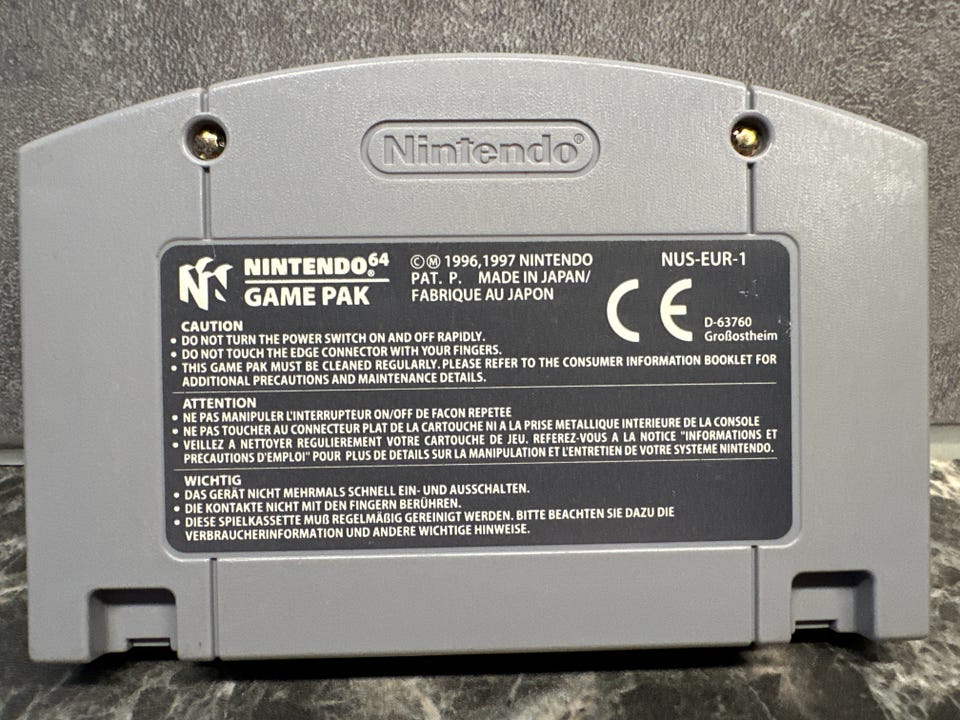 Nintendo®
NINTENDO®64
GAME PAK
©Ⓜ 1996,1997 NINTENDO
PAT. P. MADE IN JAPAN/
FABRIQUE AU JAPON
NUS-EUR-1
CE
D-63760
Großostheim
CAUTION
• DO NOT TURN THE POWER SWITCH ON AND OFF RAPIDLY.
• DO NOT TOUCH THE EDGE CONNECTOR WITH YOUR FINGERS.
• THIS GAME PAK MUST BE CLEANED REGULARLY. PLEASE REFER TO THE CONSUMER INFORMATION BOOKLET FOR
ADDITIONAL PRECAUTIONS AND MAINTENANCE DETAILS.
ATTENTION
• NE PAS MANIPULER L'INTERRUPTEUR ON/OFF DE FACON REPETEE
• NE PAS TOUCHER AU CONNECTEUR PLAT DE LA CARTOUCHE NI A LA PRISE METALLIQUE INTERIEURE DE LA CONSOLE
• VEILLEZ A NETTOYER REGULIEREMENT VOTRE CARTOUCHE DE JEU. REFEREZ-VOUS A LA NOTICE "INFORMATIONS ET
PRECAUTIONS D'EMPLOI" POUR PLUS DE DETAILS SUR LA MANIPULATION ET L'ENTRETIEN DE VOTRE SYSTEME NINTENDO.
WICHTIG
• DAS GERÄT NICHT MEHRMALS SCHNELL EIN- UND AUSSCHALTEN.
• DIE KONTAKTE NICHT MIT DEN FINGERN BERÜHREN.
• DIESE SPIELKASSETTE MUß REGELMÄßIG GEREINIGT WERDEN. BITTE BEACHTEN SIE DAZU DIE
VERBRAUCHERINFORMATION UND ANDERE WICHTIGE HINWEISE.